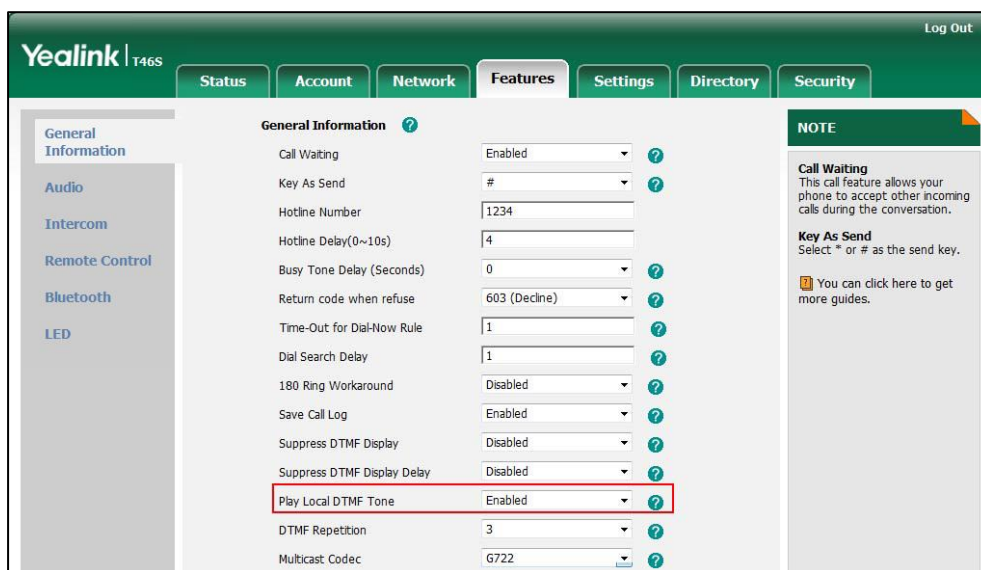 Log Out
Yealink T46S
Status Account Network Features Settings Directory Security
General
Information
Audio
Intercom
Remote Control
Bluetooth
LED
General Information ?
Call Waiting Enabled ?
Key As Send # ?
Hotline Number 1234
Hotline Delay(0~10s) 4
Busy Tone Delay (Seconds) 0 ?
Return code when refuse 603 (Decline) ?
Time-Out for Dial-Now Rule 1 ?
Dial Search Delay 1 ?
180 Ring Workaround Disabled ?
Save Call Log Enabled ?
Suppress DTMF Display Disabled ?
Suppress DTMF Display Delay Disabled ?
Play Local DTMF Tone Enabled ?
DTMF Repetition 3 ?
Multicast Codec G722 ?
NOTE
Call Waiting
This call feature allows your
phone to accept other incoming
calls during the conversation.
Key As Send
Select * or # as the send key.
? You can click here to get
more guides.